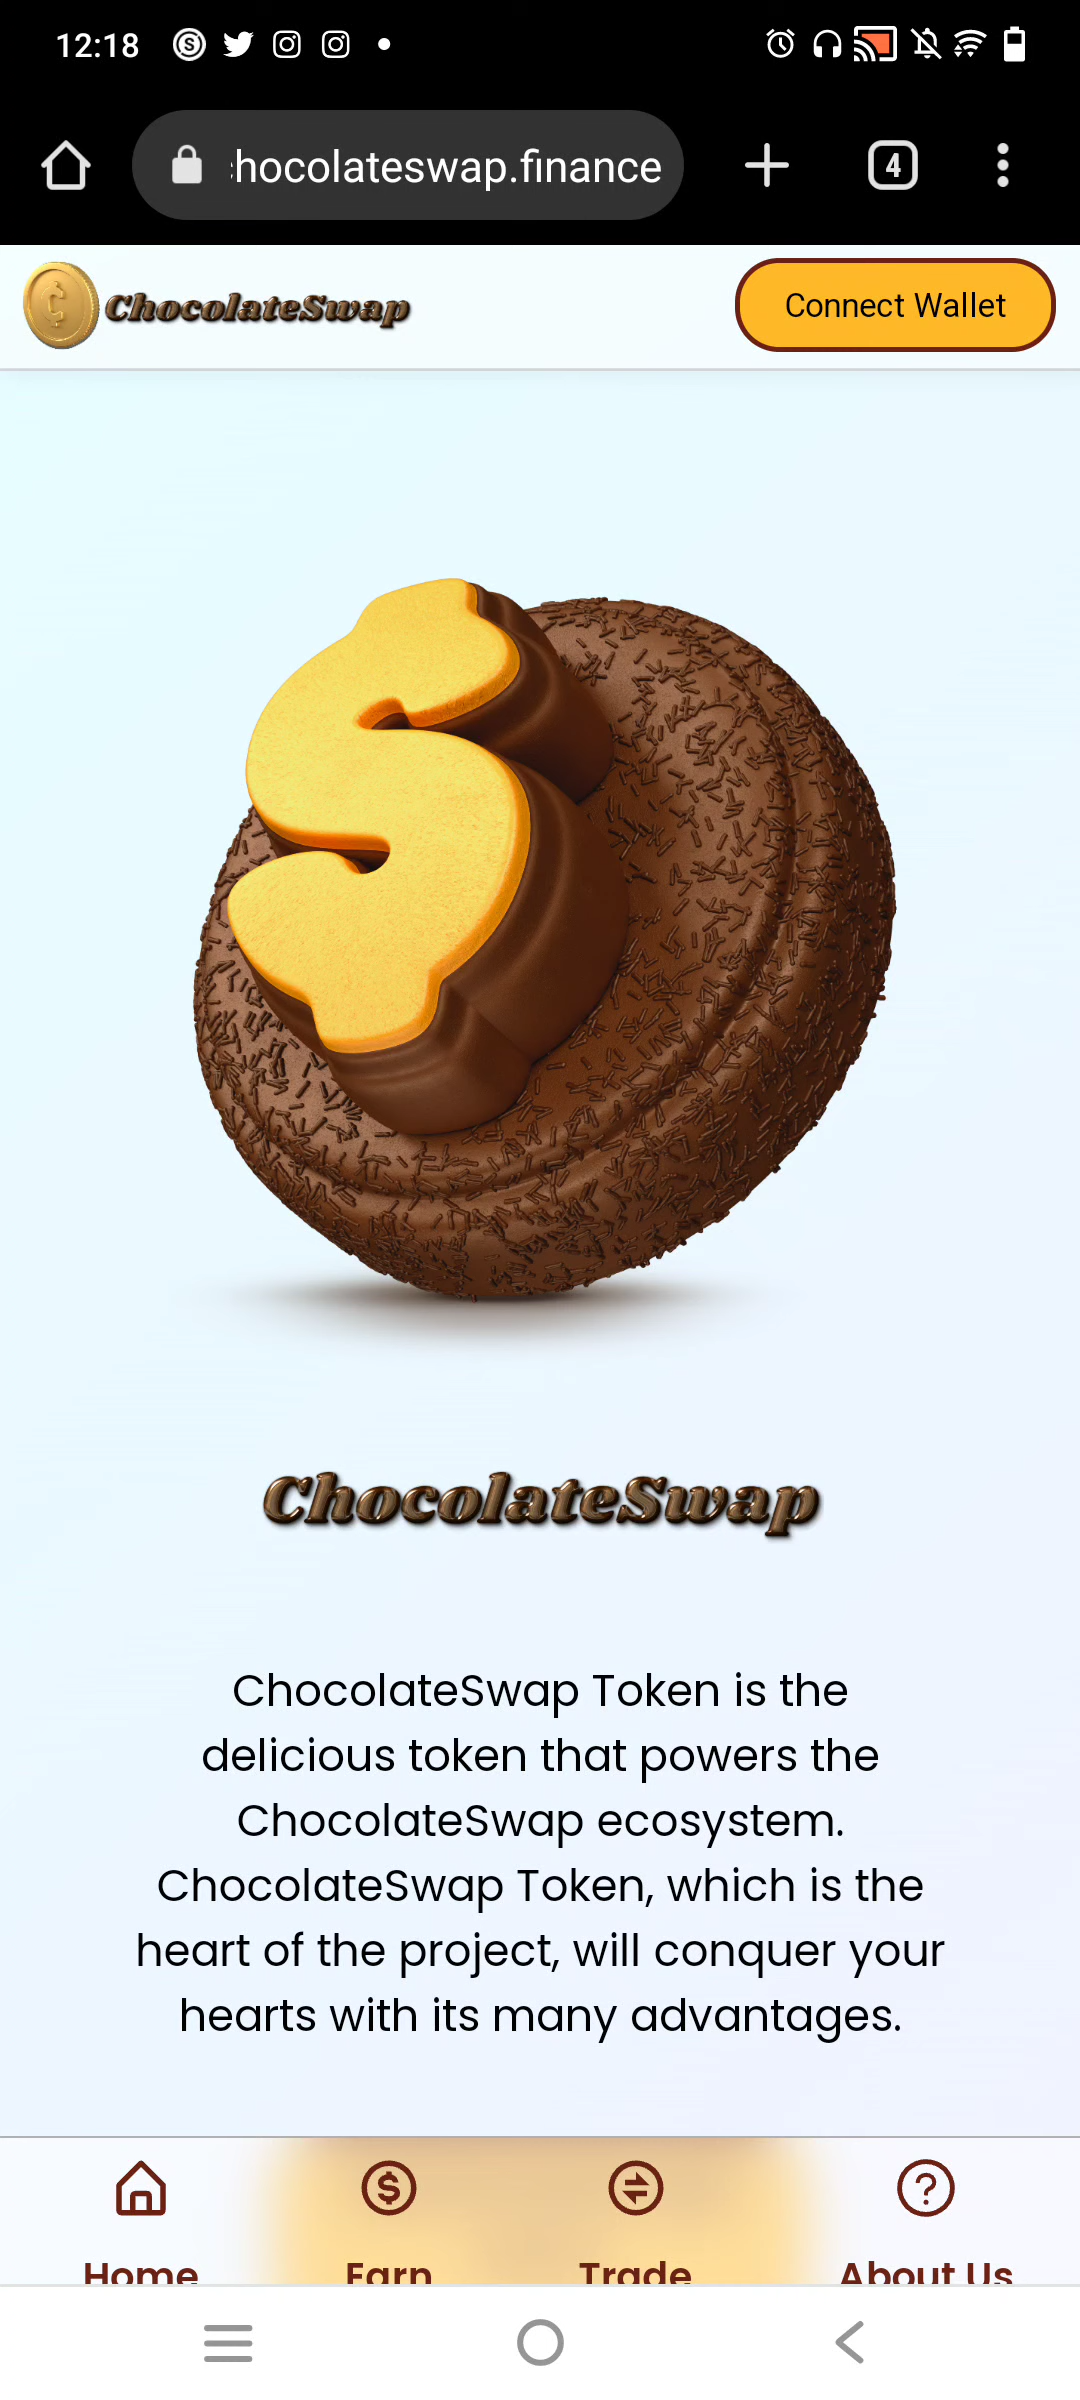 12:18
hocolateswap.finance
4
ChocolateSwap
Connect Wallet
ChocolateSwap
ChocolateSwap Token is the
delicious token that powers the
ChocolateSwap ecosystem.
ChocolateSwap Token, which is the
heart of the project, will conquer your
hearts with its many advantages.
Home
Earn
Trade
About Us